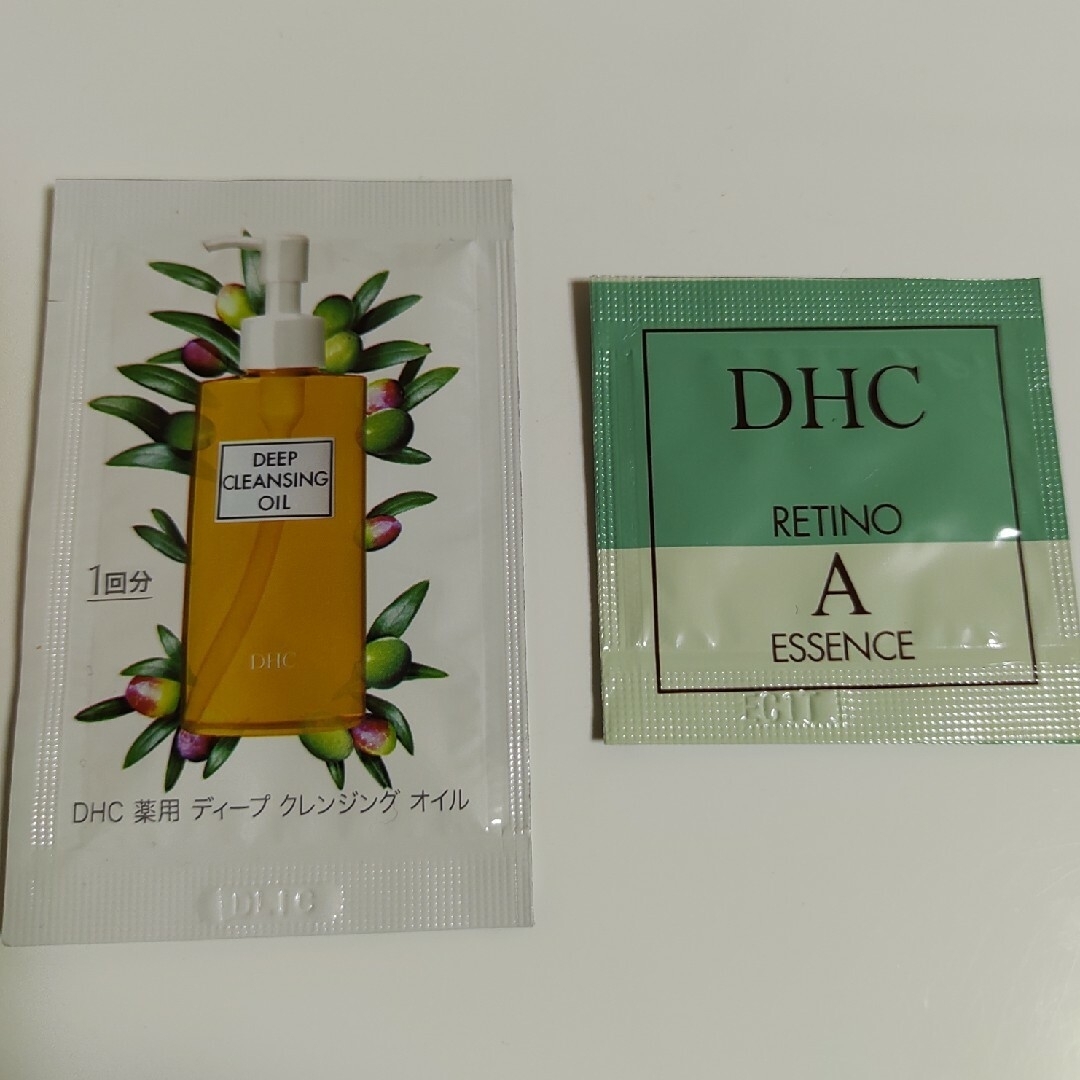 DEEP
CLEANSING
OIL
1回分
DHC
DHC 薬用 ディープ クレンジング オイル
DHC
RETINO
A
ESSENCE